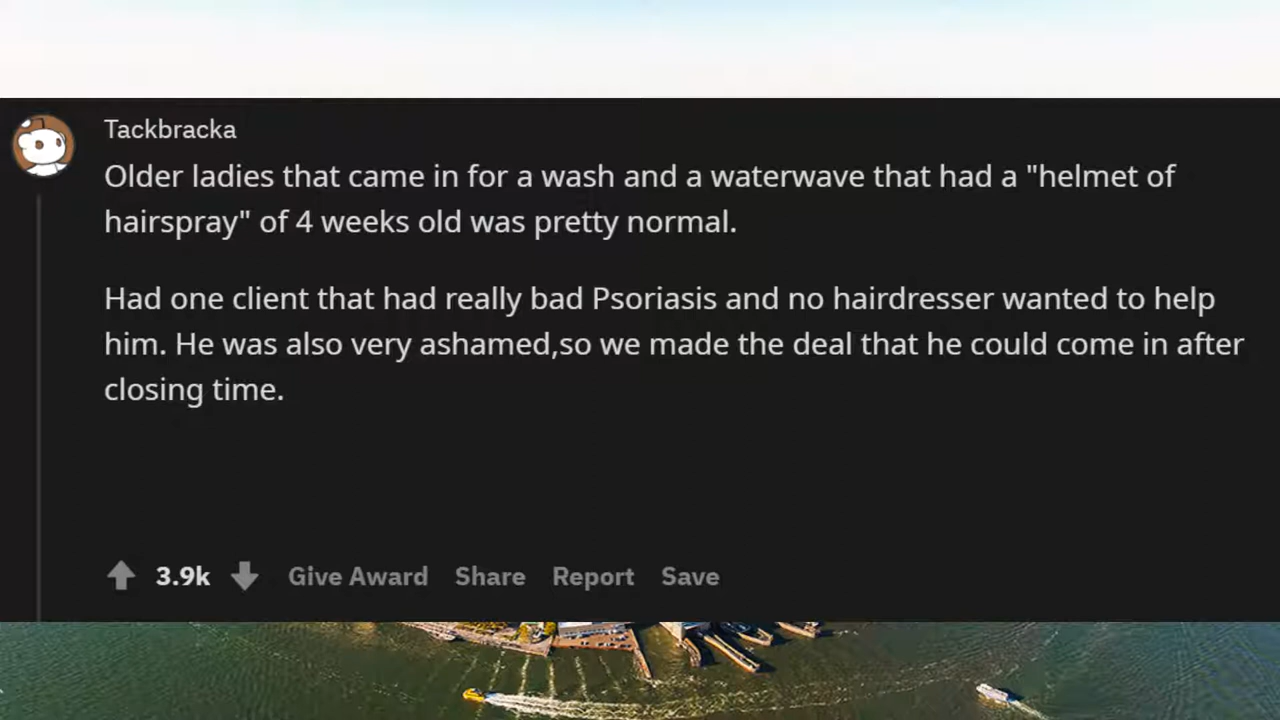 Tackbracka
Older ladies that came in for a wash and a waterwave that had a "helmet of
hairspray" of 4 weeks old was pretty normal.
Had one client that had really bad Psoriasis and no hairdresser wanted to help
him. He was also very ashamed,so we made the deal that he could come in after
closing time.
3.9k Give Award Share Report Save